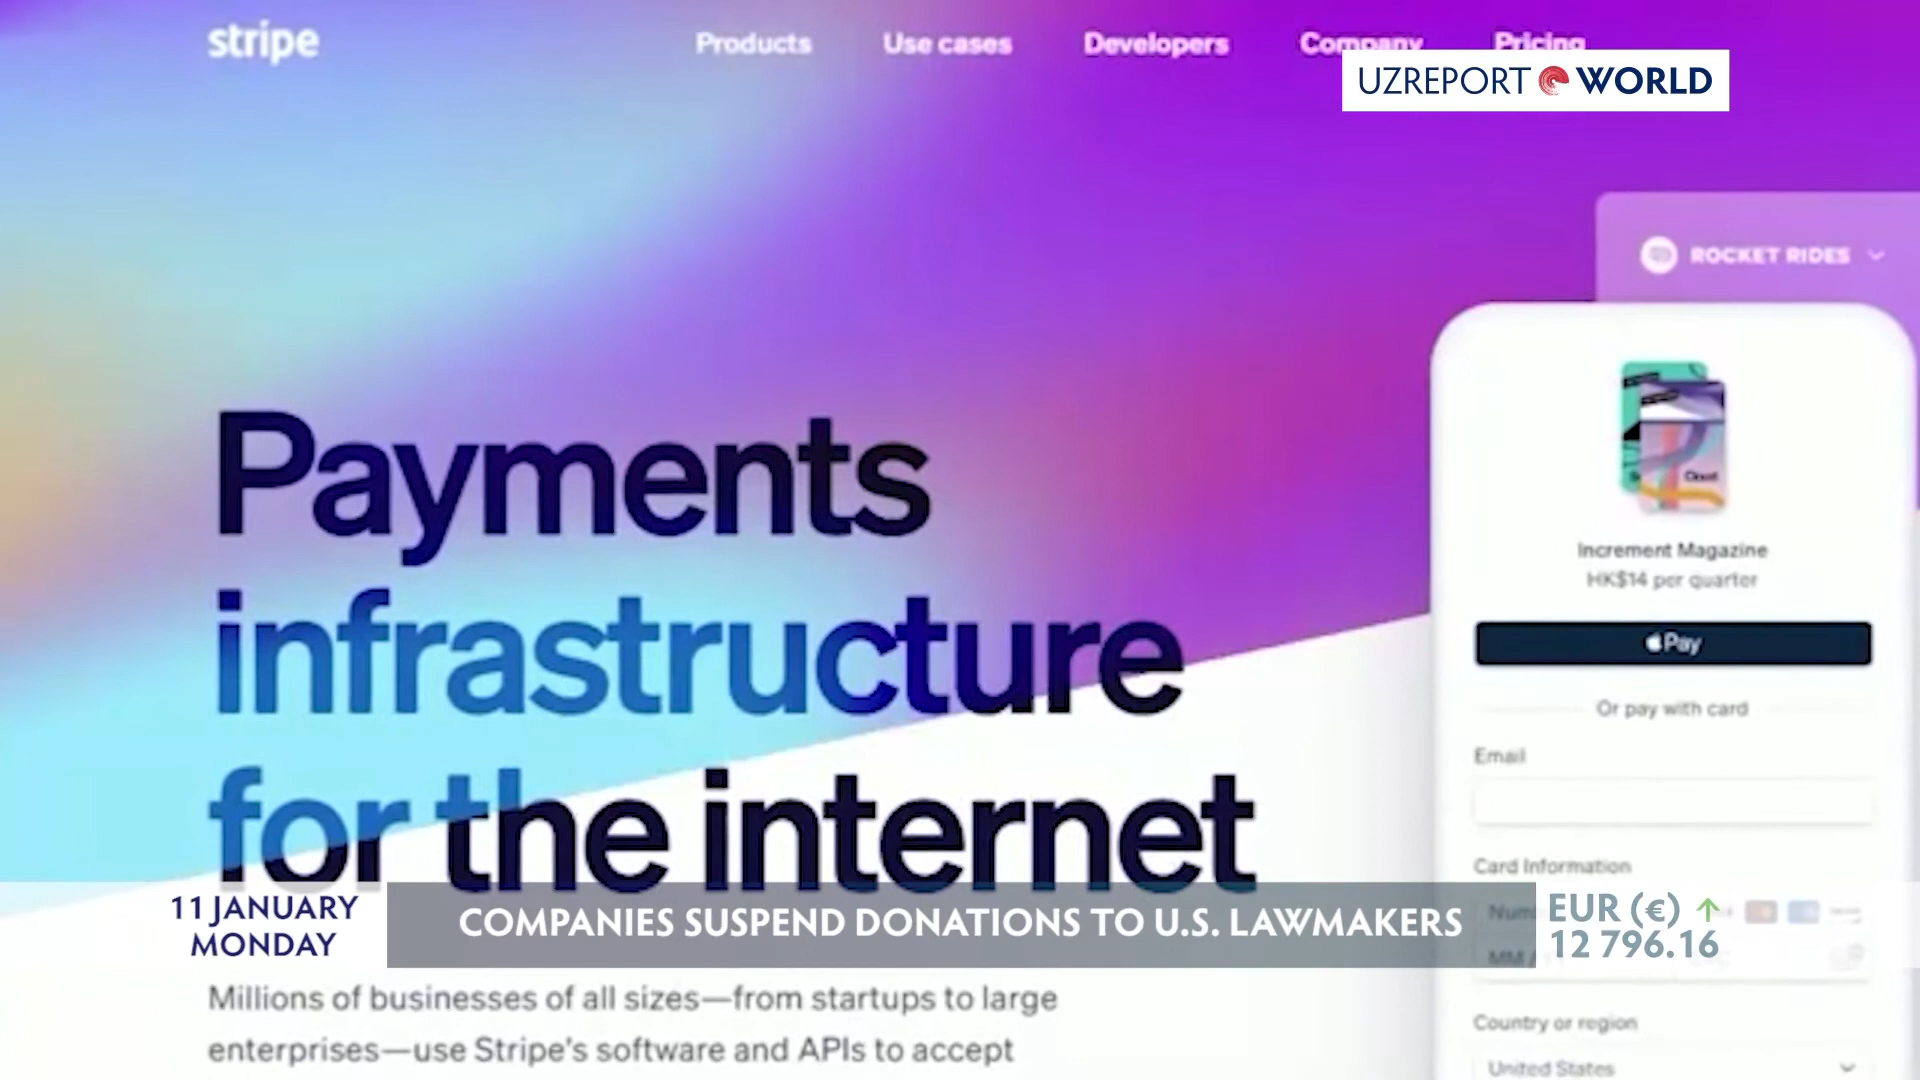 stripe
Products Use cases Developers Company Pricing
UZREPORT WORLD
ROCKET RIDES
Payments
infrastructure
for the internet
Increment Magazine
HK$14 per quarter
Pay
Or pay with card
Email
Card Information
11 JANUARY
MONDAY
COMPANIES SUSPEND DONATIONS TO U.S. LAWMAKERS
EUR (€) ↑
12 796.16
MM /
Millions of businesses of all sizes—from startups to large
enterprises—use Stripe's software and APIs to accept
Country or region
United States